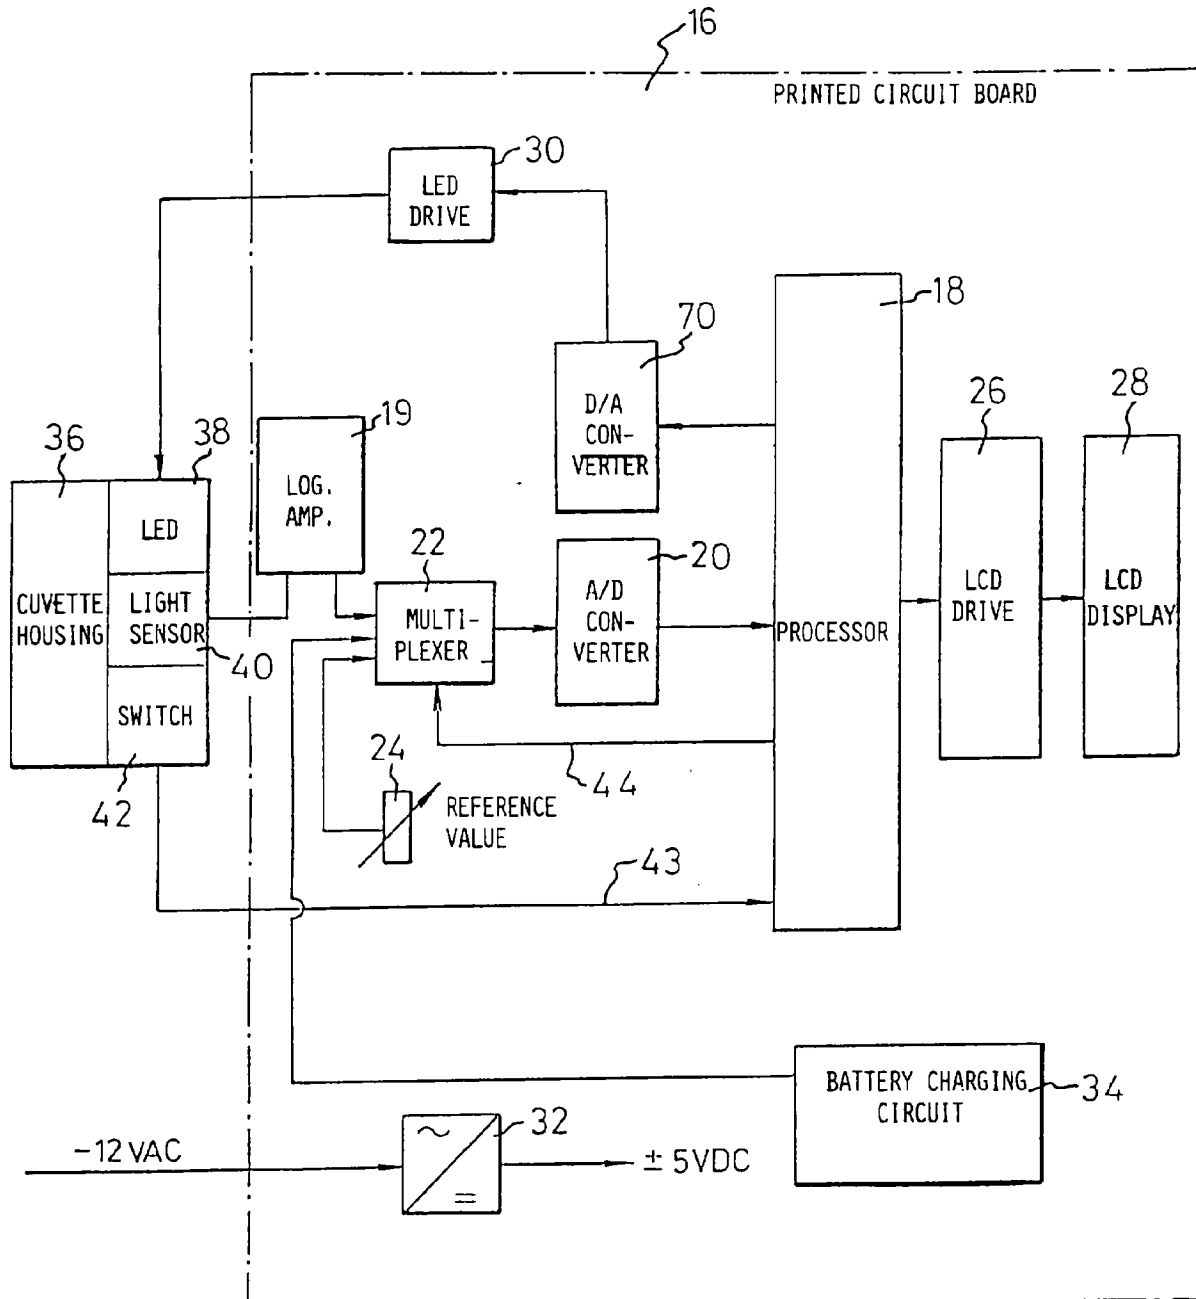 16
PRINTED CIRCUIT BOARD
30
LED
DRIVE
18
70
D/A
CON-
VERTER
19
LOG.
AMP.
26
28
36
38
LED
22
20
A/D
CON-
VERTER
LCD
DRIVE
LCD
DISPLAY
CUVETTE
HOUSING
LIGHT
SENSOR
40
MULTI-
PLEXER
PROCESSOR
SWITCH
42
24
44
REFERENCE
VALUE
43
BATTERY CHARGING
CIRCUIT
34
-12 VAC
32
± 5VDC